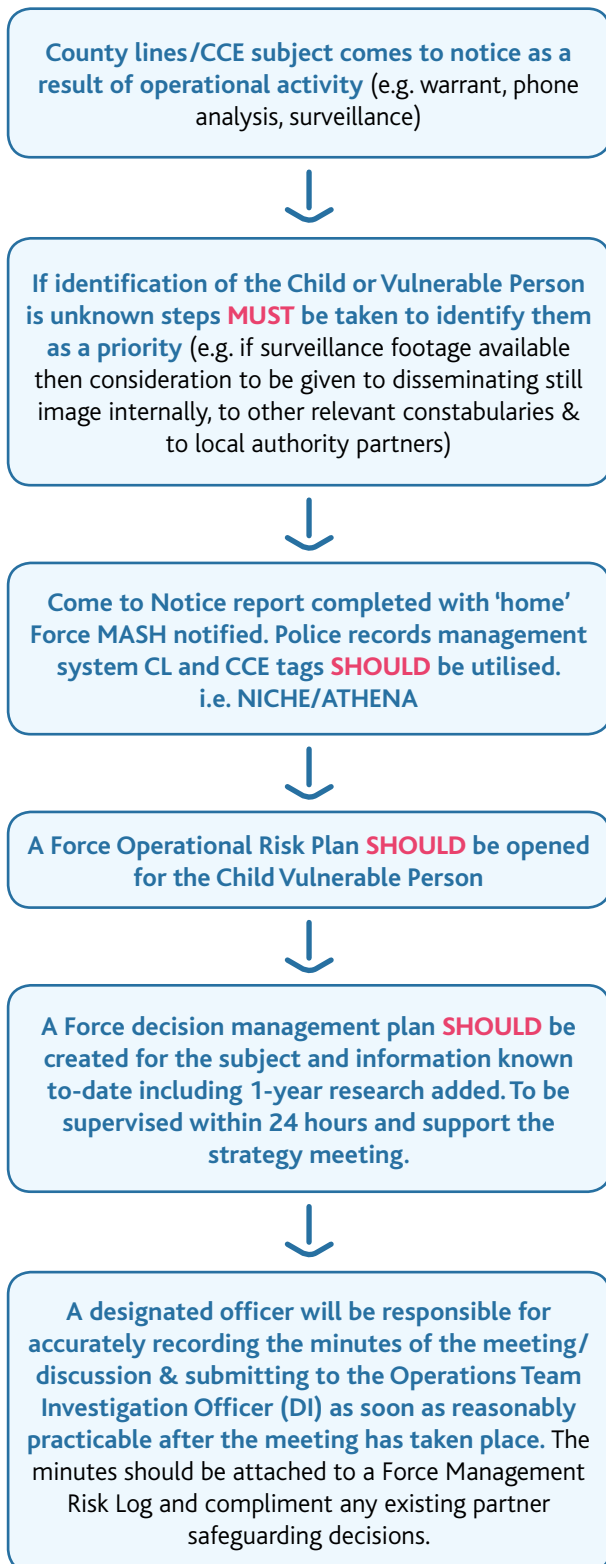 County lines/CCE subject comes to notice as a
result of operational activity (e.g. warrant, phone
analysis, surveillance)
If identification of the Child or Vulnerable Person
is unknown steps MUST be taken to identify them
as a priority (e.g. if surveillance footage available
then consideration to be given to disseminating still
image internally, to other relevant constabularies &
to local authority partners)
Come to Notice report completed with ‘home’
Force MASH notified. Police records management
system CL and CCE tags SHOULD be utilised.
i.e. NICHE/ATHENA
A Force Operational Risk Plan SHOULD be opened
for the Child Vulnerable Person
A Force decision management plan SHOULD be
created for the subject and information known
to-date including 1-year research added. To be
supervised within 24 hours and support the
strategy meeting.
A designated officer will be responsible for
accurately recording the minutes of the meeting/
discussion & submitting to the Operations Team
Investigation Officer (DI) as soon as reasonably
practicable after the meeting has taken place. The
minutes should be attached to a Force Management
Risk Log and compliment any existing partner
safeguarding decisions.